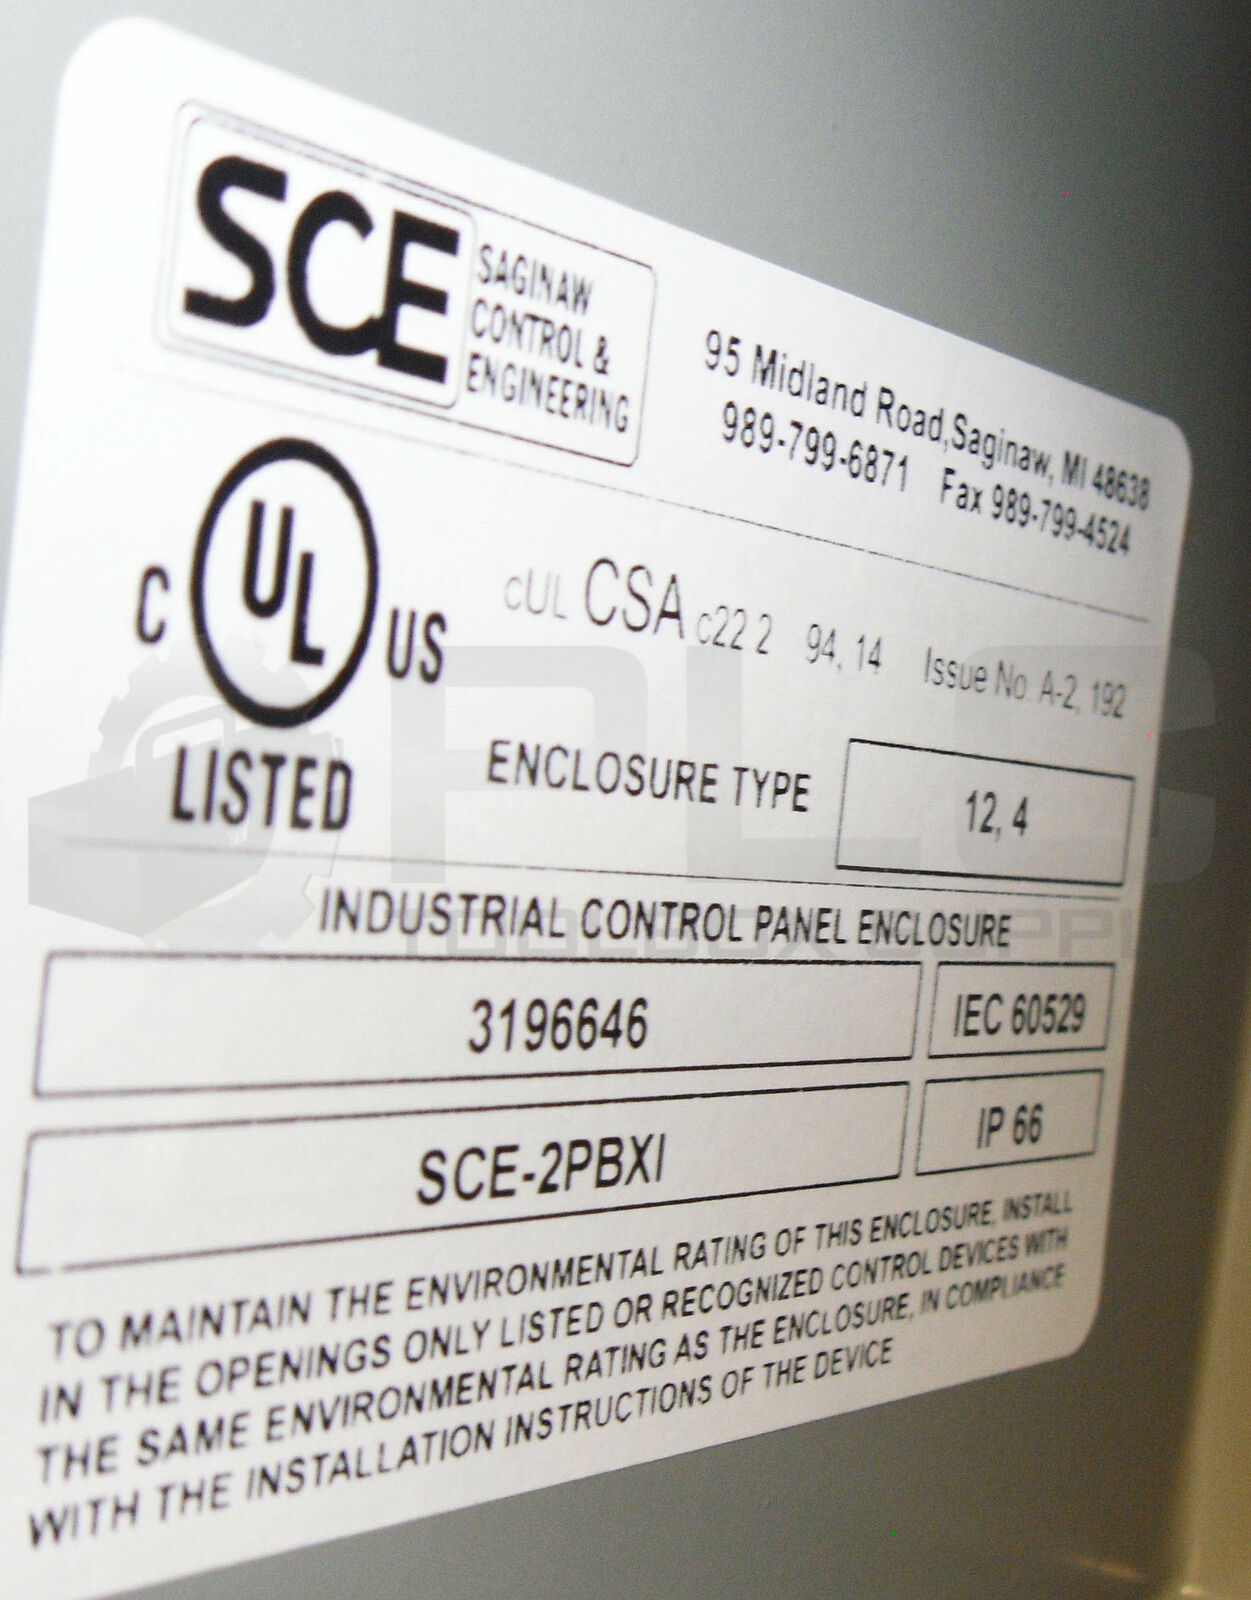 SCE
SAGINAW
CONTROL &
ENGINEERING
95 Midland Road,Saginaw, MI 48638
989-799-6871 Fax 989-799-4524
C UL US
LISTED
cUL CSA c22 2 94, 14 Issue No. A-2, 192
ENCLOSURE TYPE 12, 4
INDUSTRIAL CONTROL PANEL ENCLOSURE
3196646 IEC 60529
SCE-2PBXI IP 66
TO MAINTAIN THE ENVIRONMENTAL RATING OF THIS ENCLOSURE, INSTALL
IN THE OPENINGS ONLY LISTED OR RECOGNIZED CONTROL DEVICES WITH
THE SAME ENVIRONMENTAL RATING AS THE ENCLOSURE, IN COMPLIANCE
WITH THE INSTALLATION INSTRUCTIONS OF THE DEVICE
PLC